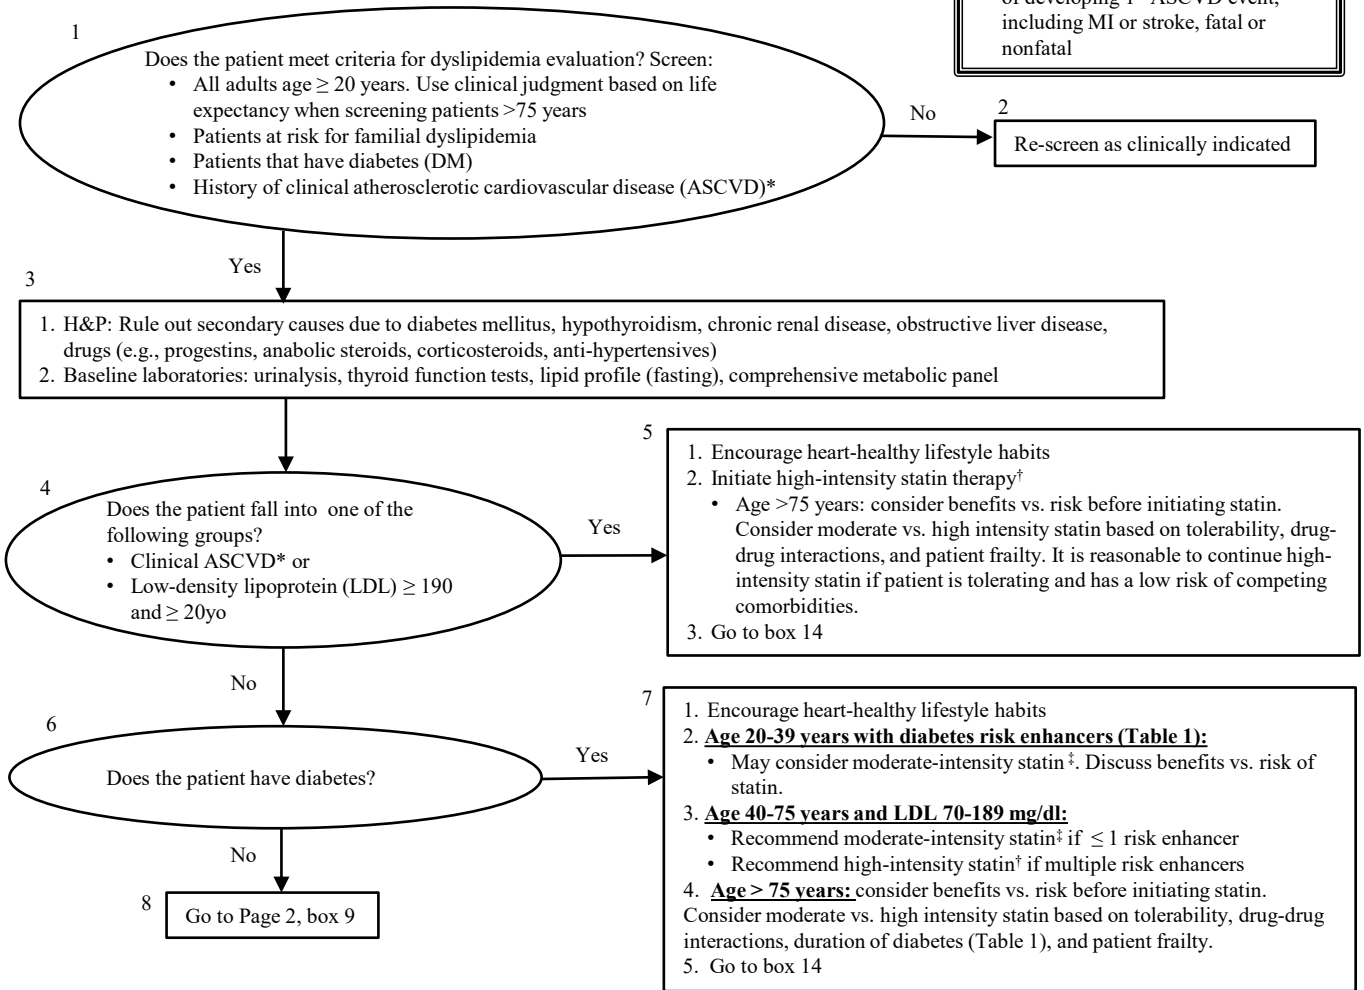 of developing 1st ASCVD event,
including MI or stroke, fatal or
nonfatal
1
Does the patient meet criteria for dyslipidemia evaluation? Screen:
• All adults age ≥ 20 years. Use clinical judgment based on life
expectancy when screening patients >75 years
• Patients at risk for familial dyslipidemia
• Patients that have diabetes (DM)
• History of clinical atherosclerotic cardiovascular disease (ASCVD)*
No
2
Re-screen as clinically indicated
Yes
3
1. H&P: Rule out secondary causes due to diabetes mellitus, hypothyroidism, chronic renal disease, obstructive liver disease,
drugs (e.g., progestins, anabolic steroids, corticosteroids, anti-hypertensives)
2. Baseline laboratories: urinalysis, thyroid function tests, lipid profile (fasting), comprehensive metabolic panel
4
Does the patient fall into one of the
following groups?
• Clinical ASCVD* or
• Low-density lipoprotein (LDL) ≥ 190
and ≥ 20yo
Yes
5
1. Encourage heart-healthy lifestyle habits
2. Initiate high-intensity statin therapy†
• Age >75 years: consider benefits vs. risk before initiating statin.
Consider moderate vs. high intensity statin based on tolerability, drug-
drug interactions, and patient frailty. It is reasonable to continue high-
intensity statin if patient is tolerating and has a low risk of competing
comorbidities.
3. Go to box 14
No
6
Does the patient have diabetes?
Yes
7
1. Encourage heart-healthy lifestyle habits
2. Age 20-39 years with diabetes risk enhancers (Table 1):
• May consider moderate-intensity statin ‡. Discuss benefits vs. risk of
statin.
3. Age 40-75 years and LDL 70-189 mg/dl:
• Recommend moderate-intensity statin‡ if ≤ 1 risk enhancer
• Recommend high-intensity statin† if multiple risk enhancers
4. Age > 75 years: consider benefits vs. risk before initiating statin.
Consider moderate vs. high intensity statin based on tolerability, drug-drug
interactions, duration of diabetes (Table 1), and patient frailty.
5. Go to box 14
No
8
Go to Page 2, box 9